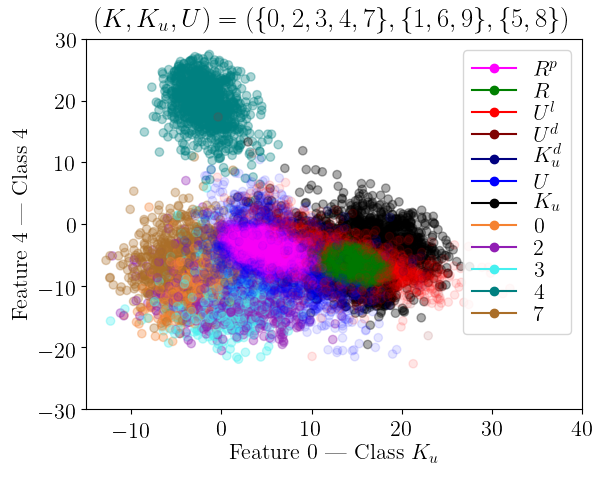 (K, K_u, U) = ({0, 2, 3, 4, 7}, {1, 6, 9}, {5, 8})
30
20
10
0
−10
−20
−30
Feature 4 — Class 4
R^p
R
U^l
U^d
K_u^d
U
K_u
0
2
3
4
7
−10 0 10 20 30 40
Feature 0 — Class K_u